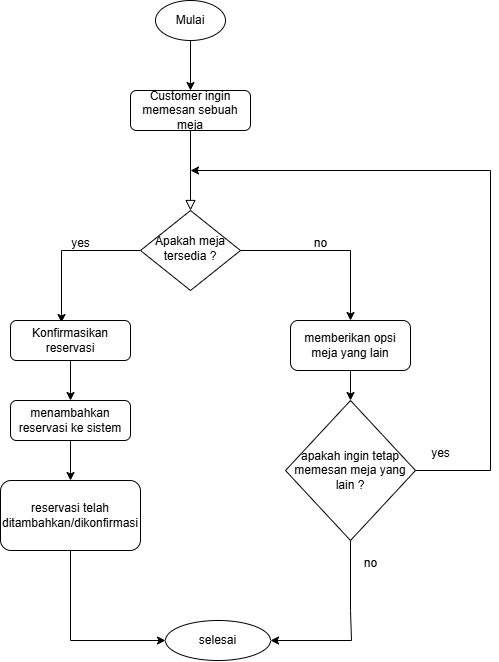 Mulai
Customer ingin
memesan sebuah
meja
yes
Apakah meja
tersedia ?
no
Konfirmasikan
reservasi
memberikan opsi
meja yang lain
menambahkan
reservasi ke sistem
apakah ingin tetap
memesan meja yang
lain ?
yes
reservasi telah
ditambahkan/dikonfirmasi
no
selesai